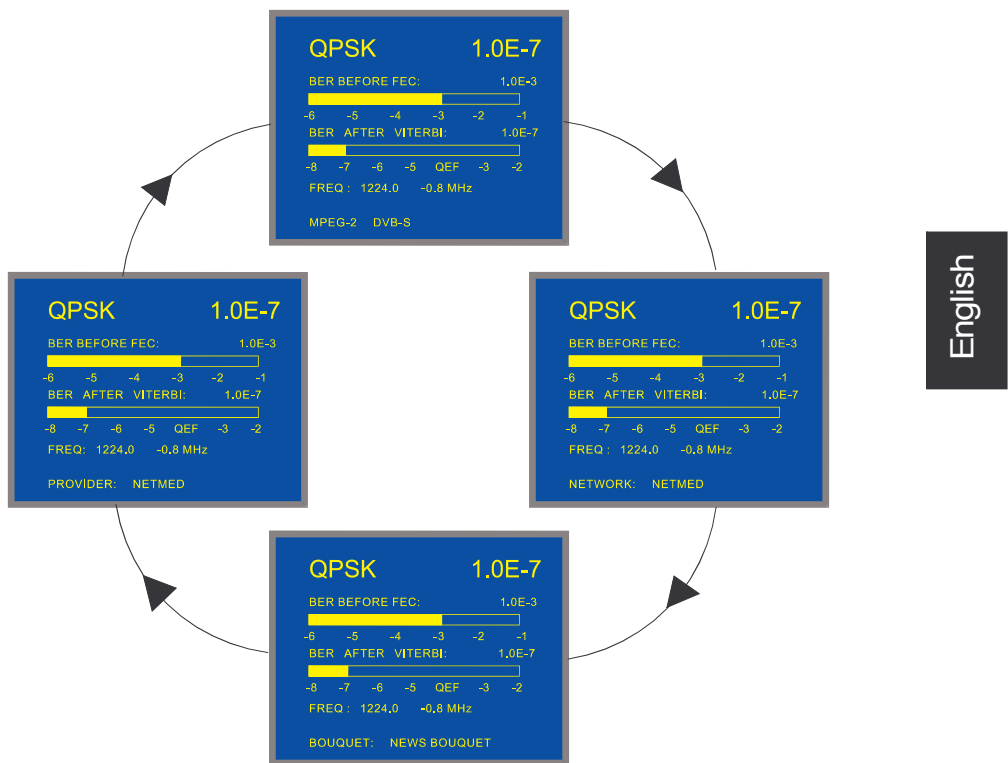 QPSK 1.0E-7
BER BEFORE FEC: 1.0E-3
-6 -5 -4 -3 -2 -1
BER AFTER VITERBI: 1.0E-7
-8 -7 -6 -5 QEF -3 -2
FREQ : 1224.0 -0.8 MHz
MPEG-2 DVB-S
QPSK 1.0E-7
BER BEFORE FEC: 1.0E-3
-6 -5 -4 -3 -2 -1
BER AFTER VITERBI: 1.0E-7
-8 -7 -6 -5 QEF -3 -2
FREQ: 1224.0 -0.8 MHz
PROVIDER: NETMED
QPSK 1.0E-7
BER BEFORE FEC: 1.0E-3
-6 -5 -4 -3 -2 -1
BER AFTER VITERBI: 1.0E-7
-8 -7 -6 -5 QEF -3 -2
FREQ : 1224.0 -0.8 MHz
NETWORK: NETMED
QPSK 1.0E-7
BER BEFORE FEC: 1.0E-3
-6 -5 -4 -3 -2 -1
BER AFTER VITERBI: 1.0E-7
-8 -7 -6 -5 QEF -3 -2
FREQ : 1224.0 -0.8 MHz
BOUQUET: NEWS BOUQUET
English